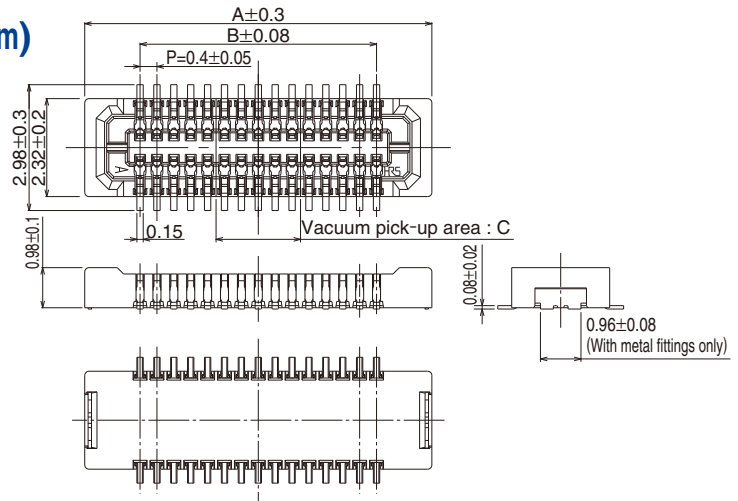 m)
A±0.3
B±0.08
P=0.4±0.05
2.98±0.3
2.32±0.2
A
HRS
0.15
Vacuum pick-up area : C
0.98±0.1
0.08±0.02
0.96±0.08
(With metal fittings only)